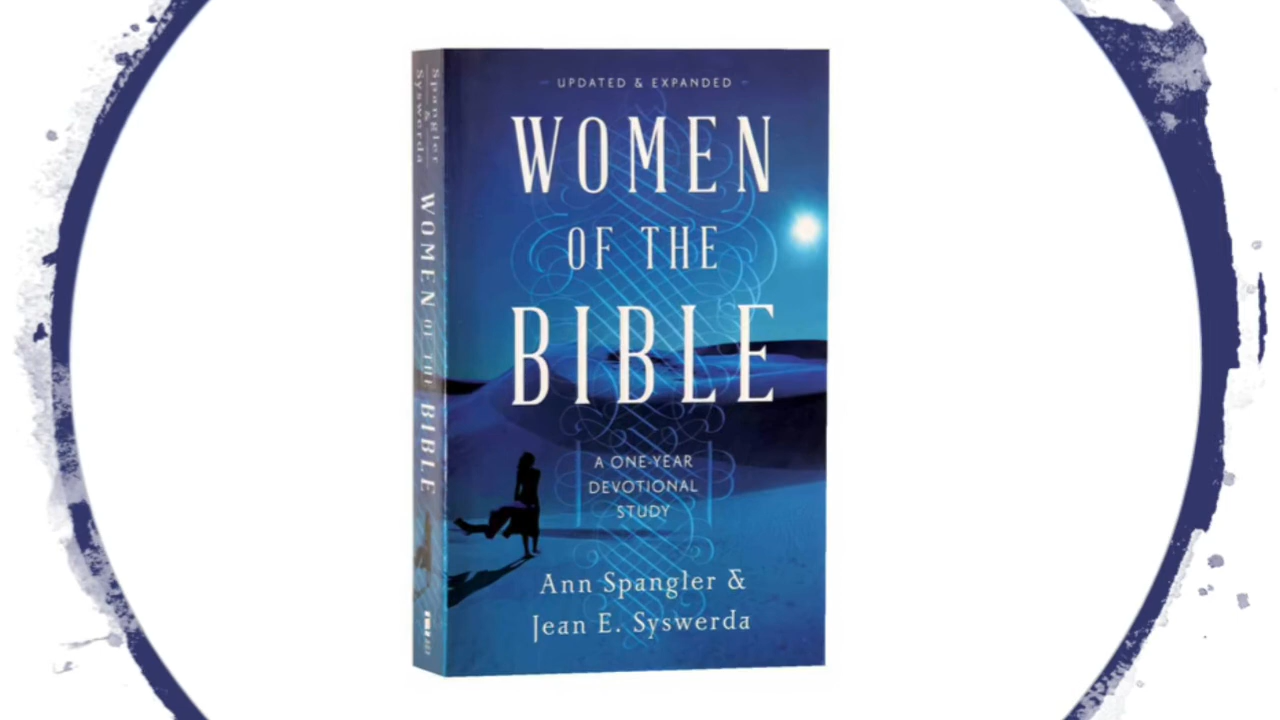 UPDATED & EXPANDED
WOMEN
OF THE
BIBLE
A ONE-YEAR
DEVOTIONAL
STUDY
Ann Spangler &
Jean E. Syswerda
Spangler
&
Syswerda
WOMEN OF THE BIBLE